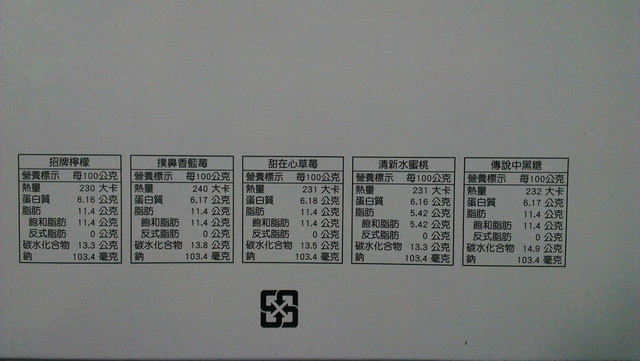 招牌檸檬
營養標示 每100公克
熱量 230 大卡
蛋白質 6.16 公克
脂肪 11.4 公克
飽和脂肪 11.4 公克
反式脂肪 0 公克
碳水化合物 13.3 公克
鈉 103.4 毫克
撲鼻香藍莓
營養標示 每100公克
熱量 240 大卡
蛋白質 6.17 公克
脂肪 11.4 公克
飽和脂肪 11.4 公克
反式脂肪 0 公克
碳水化合物 13.8 公克
鈉 103.4 毫克
甜在心草莓
營養標示 每100公克
熱量 231 大卡
蛋白質 6.18 公克
脂肪 11.4 公克
飽和脂肪 11.4 公克
反式脂肪 0 公克
碳水化合物 13.5 公克
鈉 103.4 毫克
清新水蜜桃
營養標示 每100公克
熱量 231 大卡
蛋白質 6.16 公克
脂肪 5.42 公克
飽和脂肪 5.42 公克
反式脂肪 0 公克
碳水化合物 13.3 公克
鈉 103.4 毫克
傳說中黑糖
營養標示 每100公克
熱量 232 大卡
蛋白質 6.17 公克
脂肪 11.4 公克
飽和脂肪 11.4 公克
反式脂肪 0 公克
碳水化合物 14.9 公克
鈉 103.4 毫克